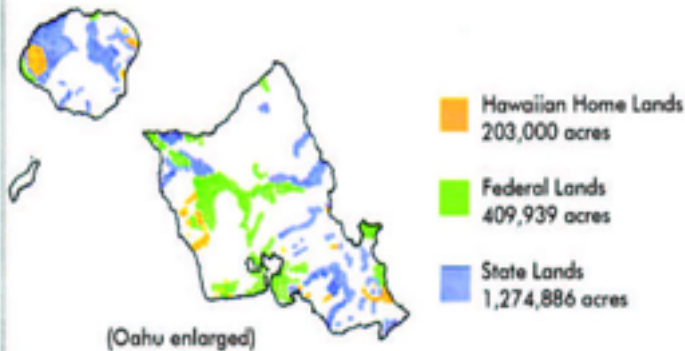 Hawaiian Home Lands
203,000 acres
Federal Lands
409,939 acres
State Lands
1,274,886 acres
(Oahu enlarged)